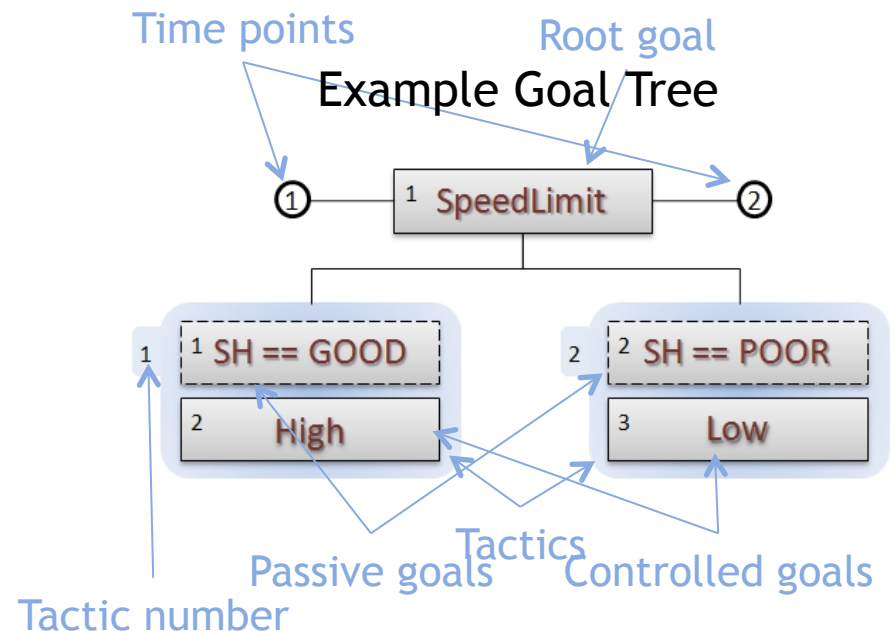 Time points
Root goal
Example Goal Tree
1
1 SpeedLimit
2
1
1 SH == GOOD
2 High
2
2 SH == POOR
3 Low
Tactics
Passive goals
Controlled goals
Tactic number